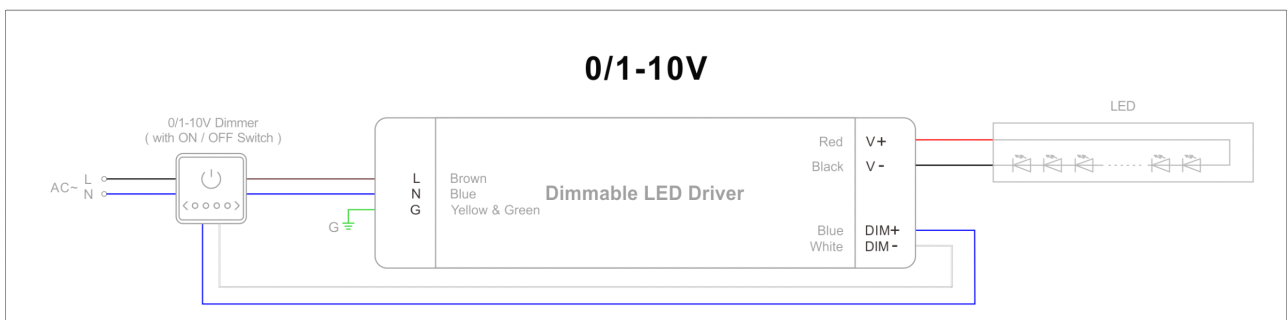 0/1-10V
LED
0/1-10V Dimmer
( with ON / OFF Switch )
Red V+
Black V-
AC~ L
N
L Brown
N Blue
G Yellow & Green
Dimmable LED Driver
G
Blue DIM+
White DIM-